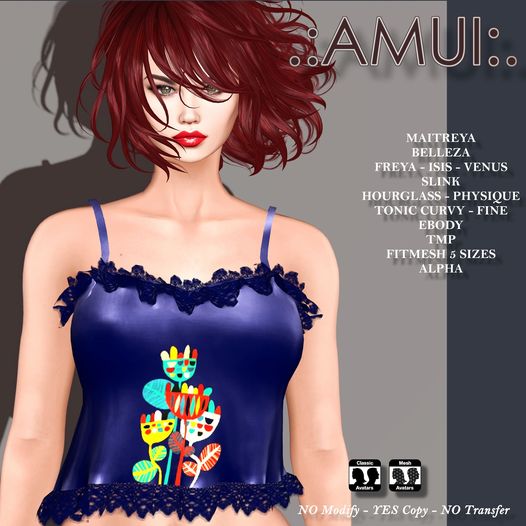 .:AMUI:.
MAITREYA
BELLEZA
FREYA - ISIS - VENUS
SLINK
HOURGLASS - PHYSIQUE
TONIC CURVY - FINE
EBODY
TMP
FITMESH 5 SIZES
ALPHA
Classic Avatars
Mesh Avatars
NO Modify - YES Copy - NO Transfer